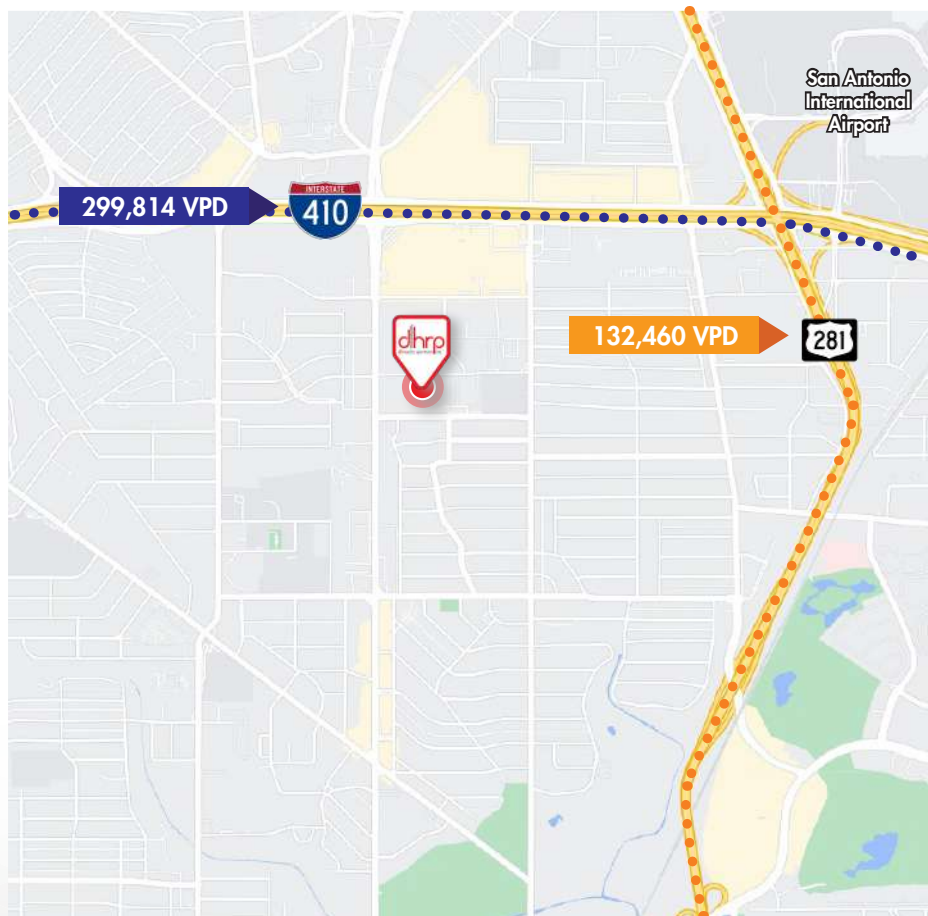 San Antonio
International
Airport
299,814 VPD
INTERSTATE
410
132,460 VPD
281
dhrp